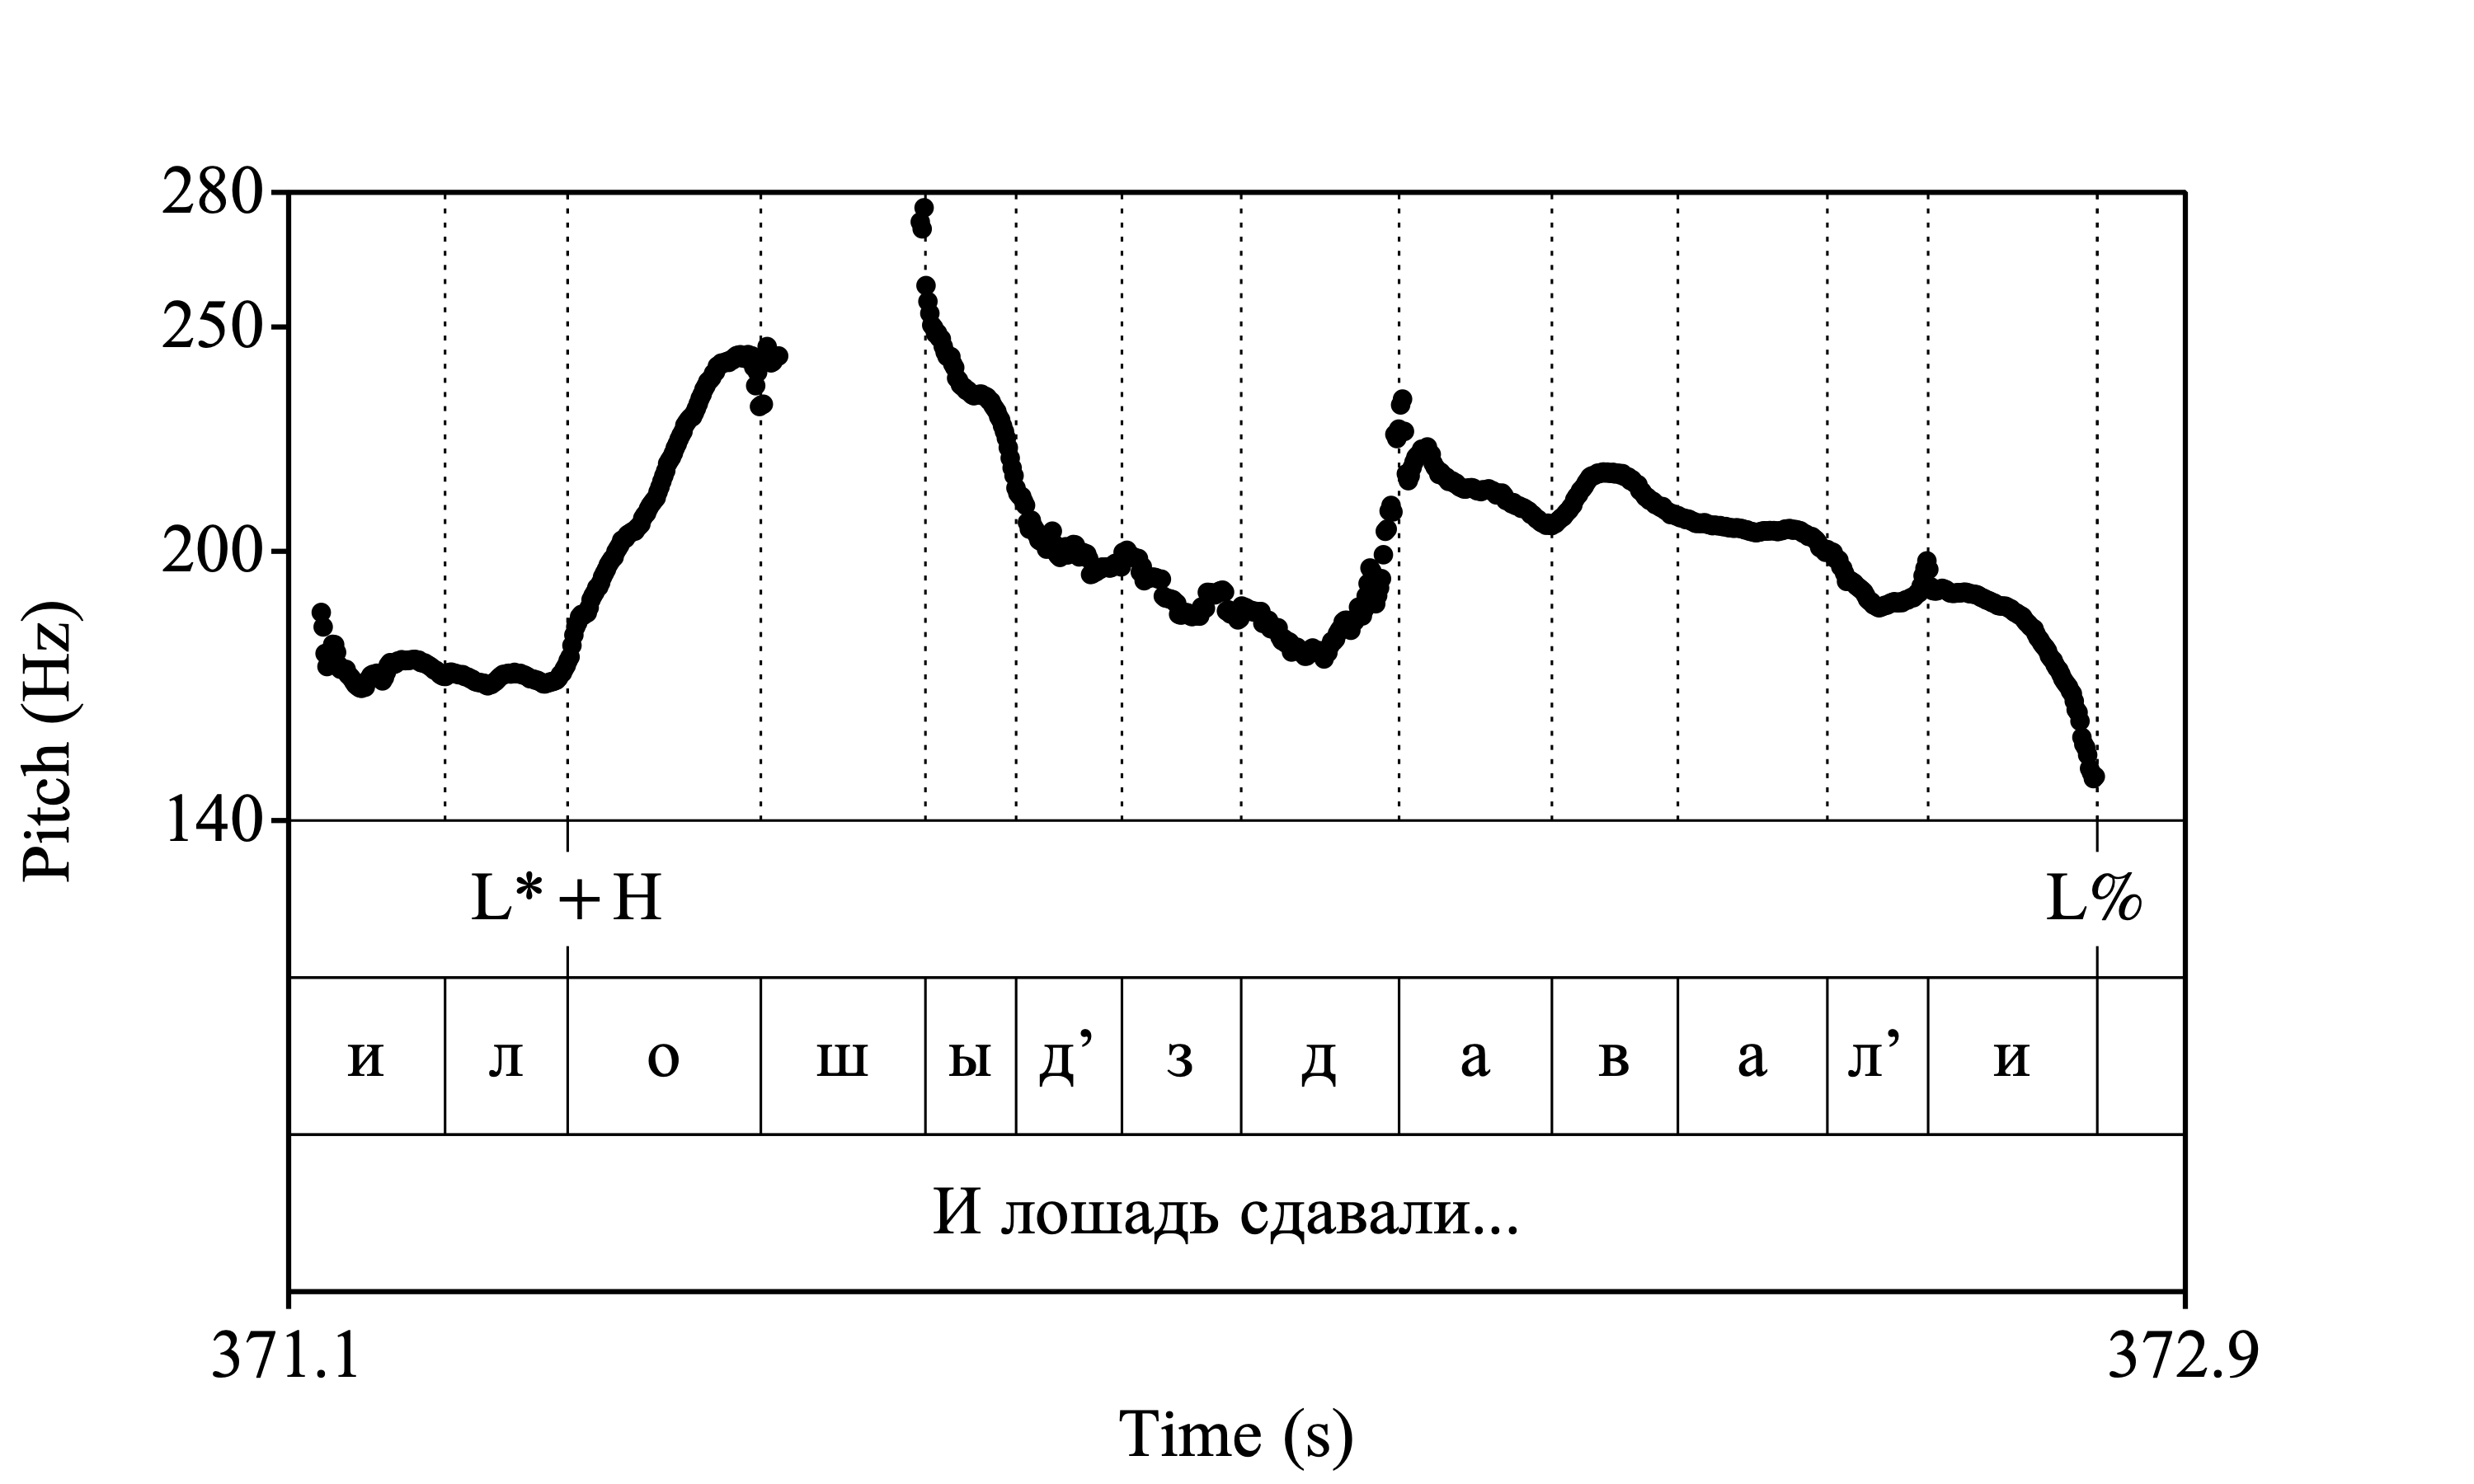 280
250
200
140
Pitch (Hz)
L*+H L%
и л о ш ы д’ з д а в а л’ и
И лошадь сдавали...
371.1 372.9
Time (s)